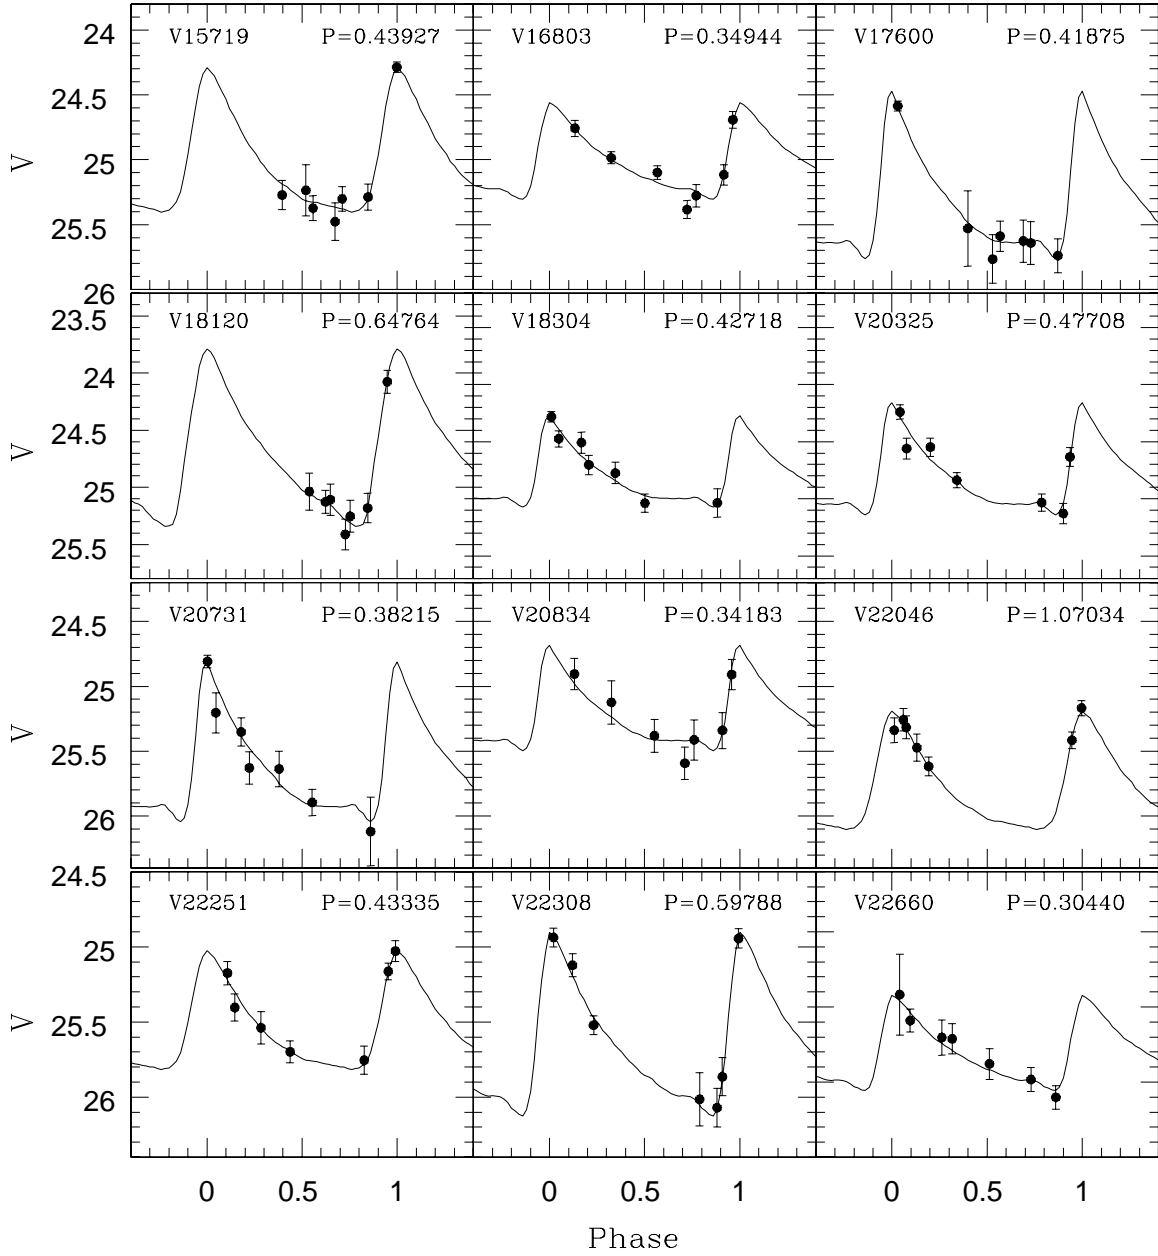 V15719 P=0.43927
V16803 P=0.34944
V17600 P=0.41875
24
24.5
25
25.5
26
V
V18120 P=0.64764
V18304 P=0.42718
V20325 P=0.47708
23.5
24
24.5
25
25.5
V
V20731 P=0.38215
V20834 P=0.34183
V22046 P=1.07034
24.5
25
25.5
26
V
V22251 P=0.43335
V22308 P=0.59788
V22660 P=0.30440
24.5
25
25.5
26
V
0 0.5 1
0 0.5 1
0 0.5 1
Phase